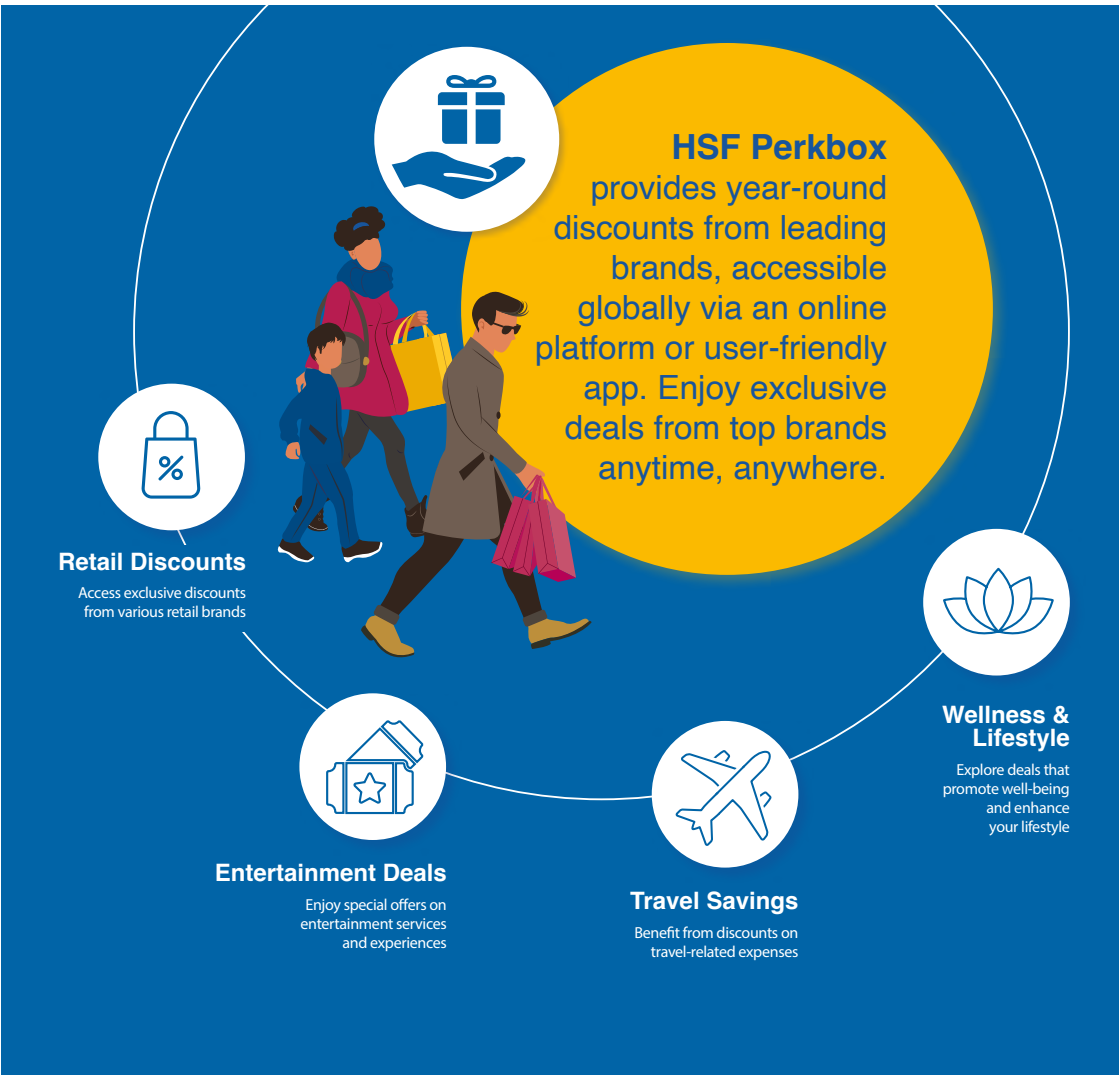 HSF Perkbox
provides year-round
discounts from leading
brands, accessible
globally via an online
platform or user-friendly
app. Enjoy exclusive
deals from top brands
anytime, anywhere.
%
Retail Discounts
Access exclusive discounts
from various retail brands
Entertainment Deals
Enjoy special offers on
entertainment services
and experiences
Travel Savings
Benefit from discounts on
travel-related expenses
Wellness &
Lifestyle
Explore deals that
promote well-being
and enhance
your lifestyle